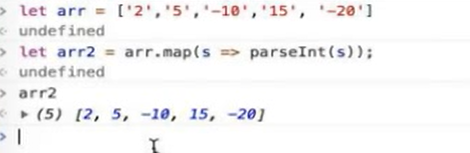 > let arr = ['2','5','-10','15', '-20']
< undefined
> let arr2 = arr.map(s => parseInt(s));
< undefined
> arr2
< ▶ (5) [2, 5, -10, 15, -20]
>